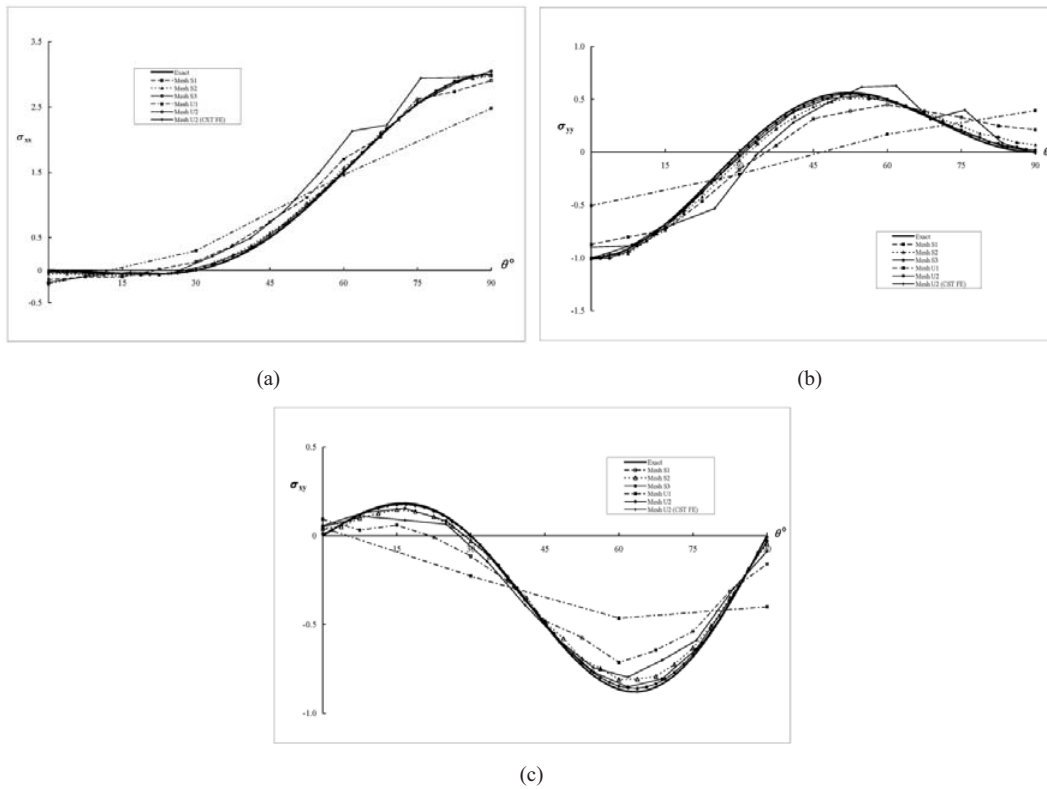 3.5
2.5
1.5
0.5
0
-0.5
σxx
Exact
Mesh S1
Mesh S2
Mesh S3
Mesh U1
Mesh U2
Mesh U2 (CST FE)
15
30
45
60
75
90
θ°
(a)
1.0
0.5
0
-0.5
-1.0
-1.5
σyy
15
30
45
60
75
90
Exact
Mesh S1
Mesh S2
Mesh S3
Mesh U1
Mesh U2
Mesh U2 (CST FE)
(b)
0.5
0
-0.5
-1.0
σxy
Exact
Mesh S1
Mesh S2
Mesh S3
Mesh U1
Mesh U2
Mesh U2 (CST FE)
15
30
45
60
75
90
θ°
(c)